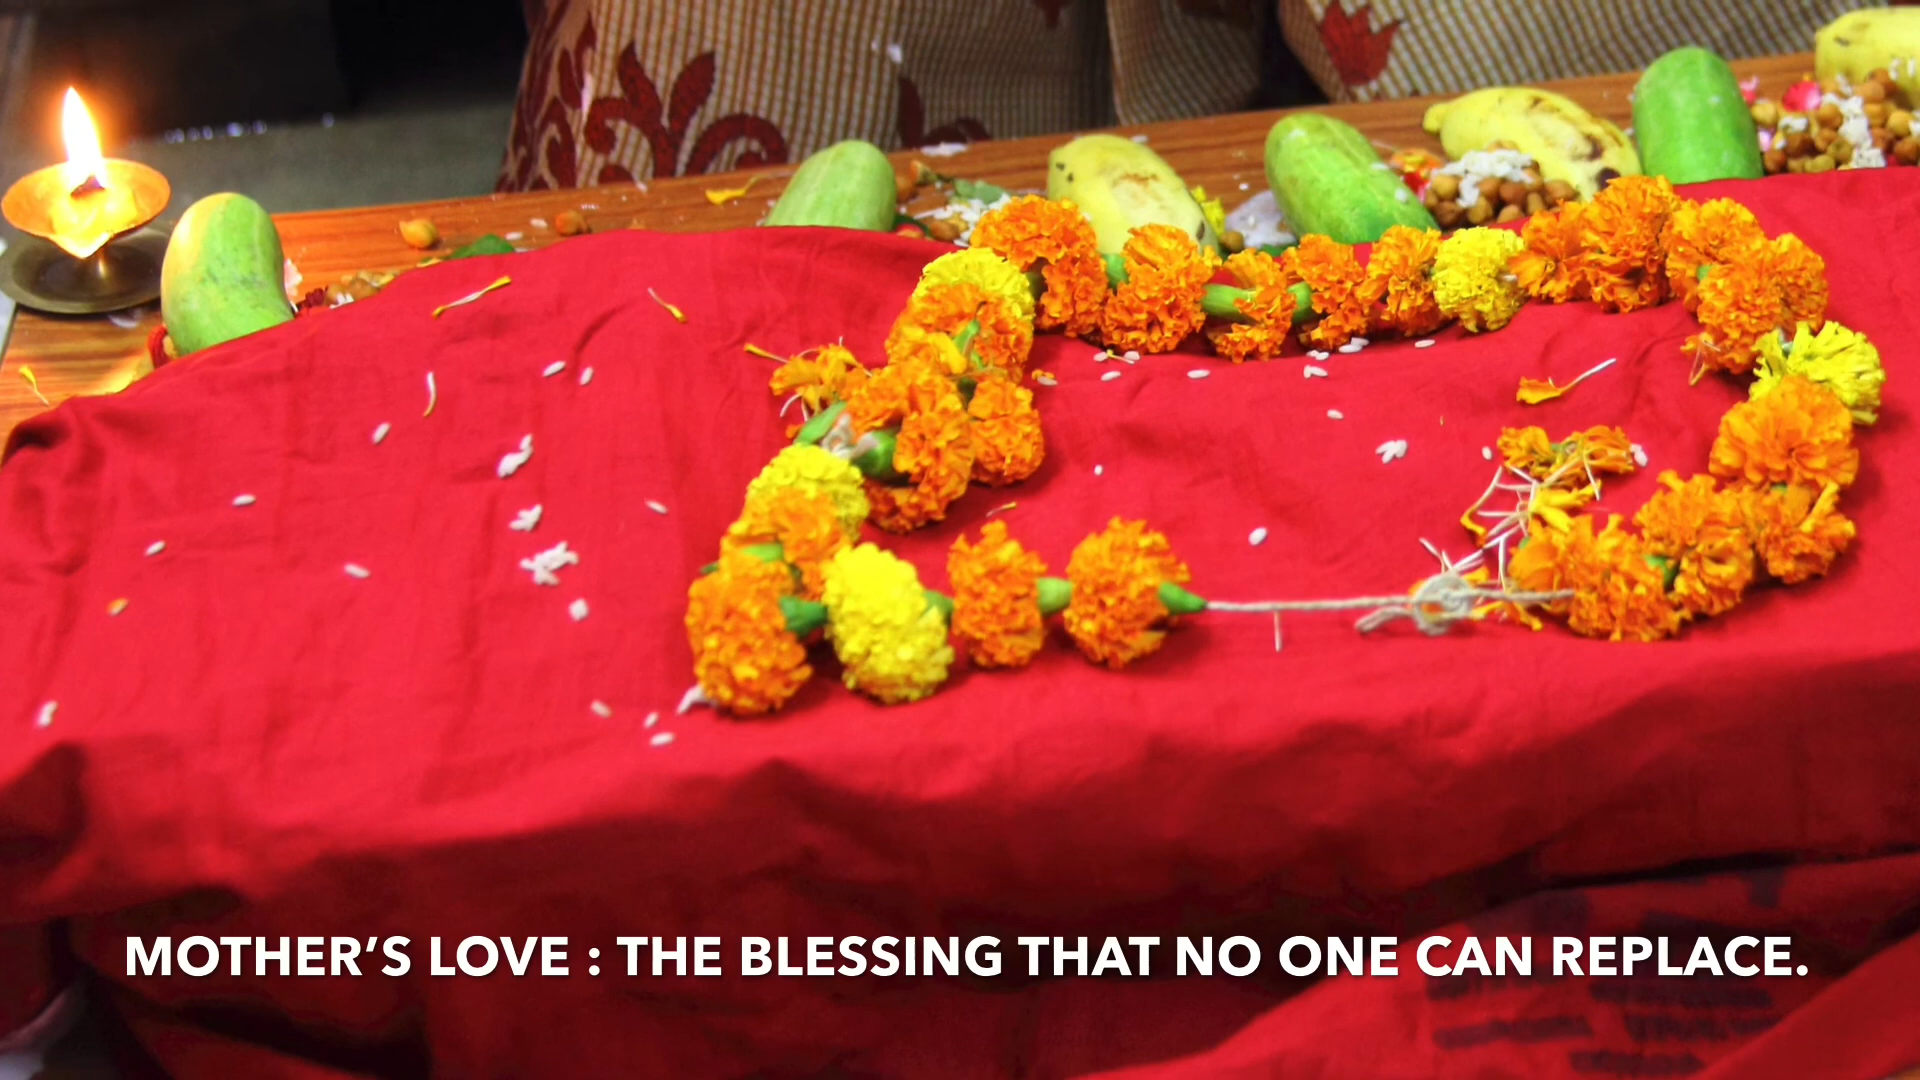 MOTHER’S LOVE : THE BLESSING THAT NO ONE CAN REPLACE.